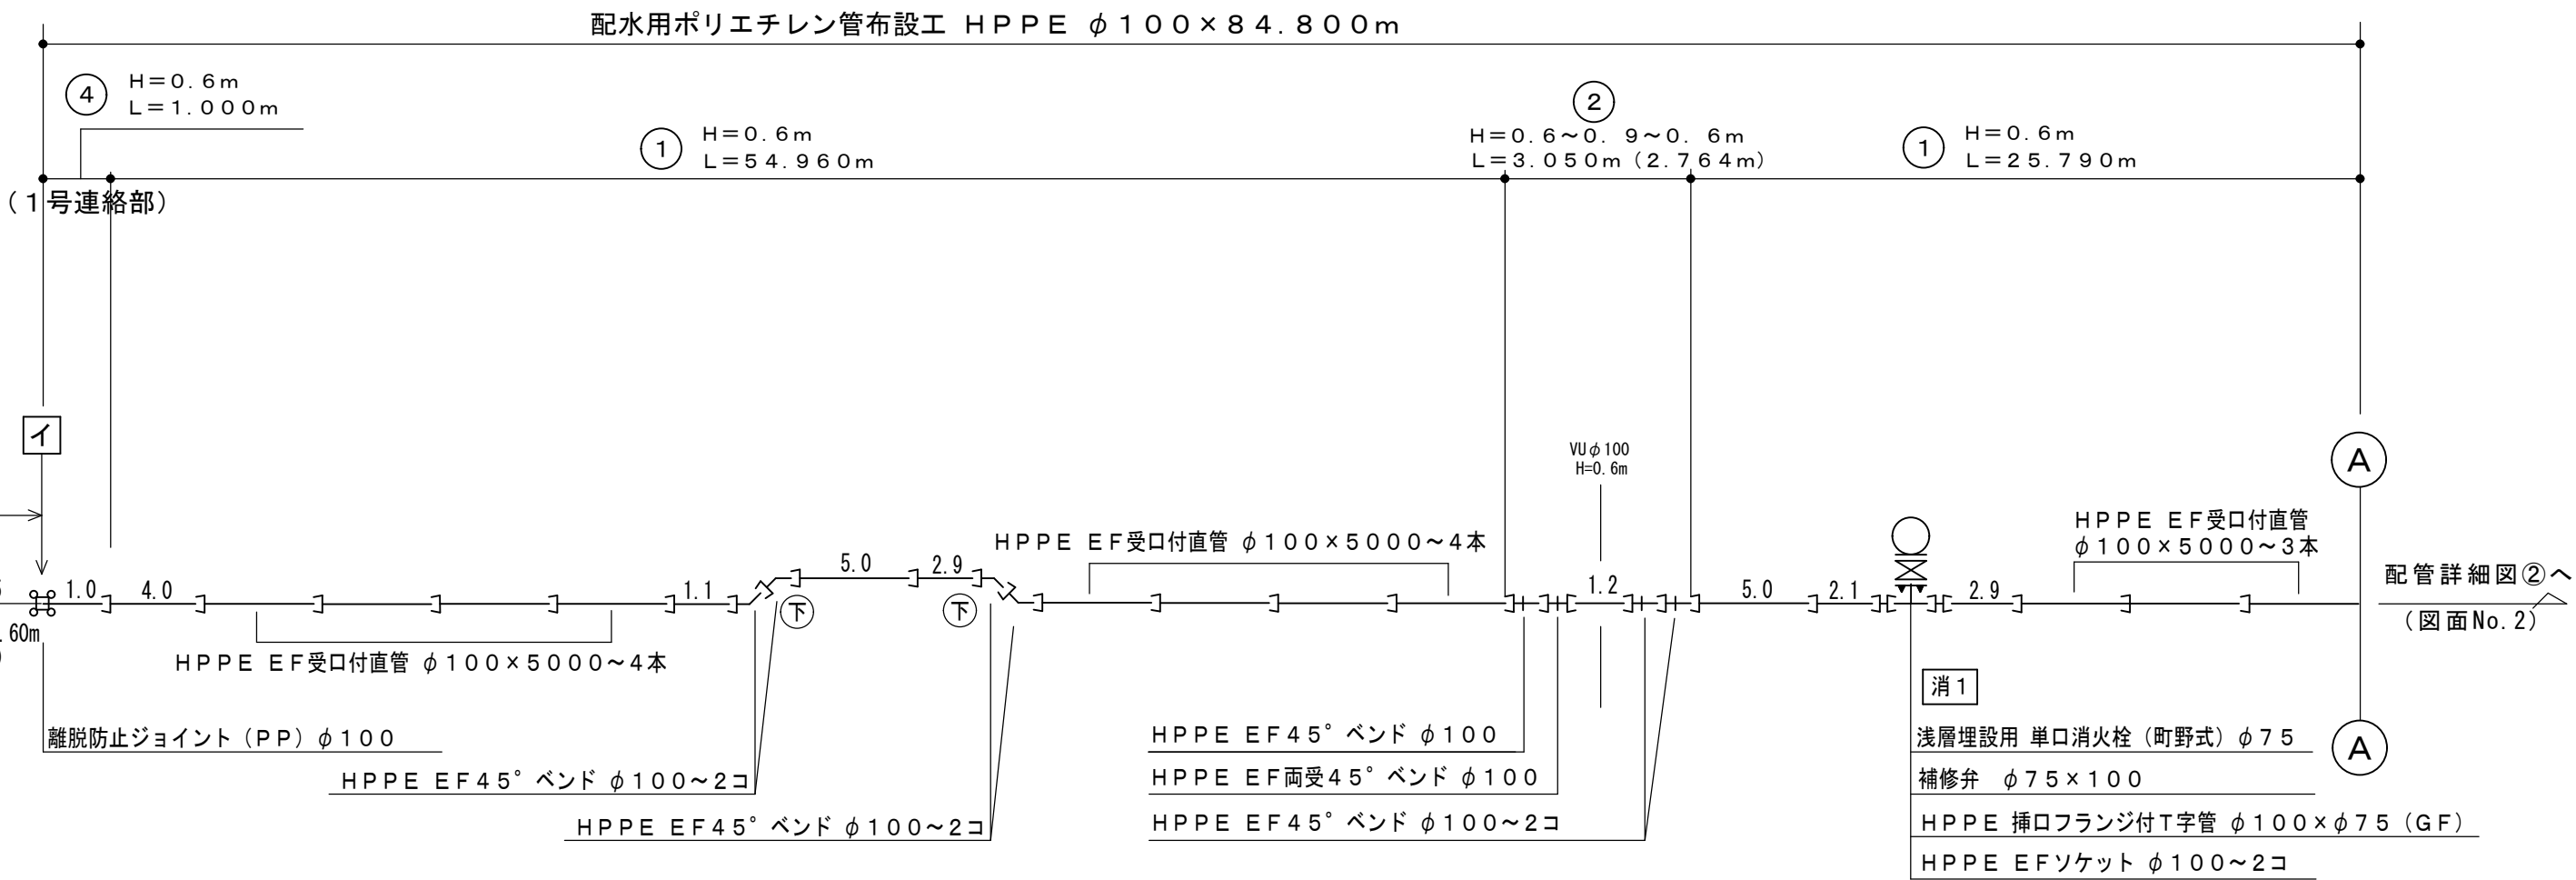 配水用ポリエチレン管布設工 ＨＰＰＥ φ１００×８４.８００ｍ
④ Ｈ＝０.６ｍ
Ｌ＝１.０００ｍ
① Ｈ＝０.６ｍ
Ｌ＝５４.９６０ｍ
②
Ｈ＝０.６～０.９～０.６ｍ
Ｌ＝３.０５０ｍ（２.７６４ｍ）
① Ｈ＝０.６ｍ
Ｌ＝２５.７９０ｍ
（１号連絡部）
イ
VUφ100
H=0.6m
A
ＨＰＰＥ ＥＦ受口付直管 φ１００×５０００～４本
ＨＰＰＥ ＥＦ受口付直管
φ１００×５０００～３本
1.0
4.0
1.1
5.0
2.9
1.2
5.0
2.1
2.9
下
下
配管詳細図②へ
（図面No.2）
.60m
ＨＰＰＥ ＥＦ受口付直管 φ１００×５０００～４本
消１
離脱防止ジョイント（ＰＰ）φ１００
ＨＰＰＥ ＥＦ４５°ベンド φ１００～２コ
ＨＰＰＥ ＥＦ４５°ベンド φ１００～２コ
ＨＰＰＥ ＥＦ４５°ベンド φ１００
ＨＰＰＥ ＥＦ両受４５°ベンド φ１００
ＨＰＰＥ ＥＦ４５°ベンド φ１００～２コ
浅層埋設用 単口消火栓（町野式）φ７５
補修弁 φ７５×１００
ＨＰＰＥ 挿口フランジ付Ｔ字管 φ１００×φ７５（ＧＦ）
ＨＰＰＥ ＥＦソケット φ１００～２コ
A